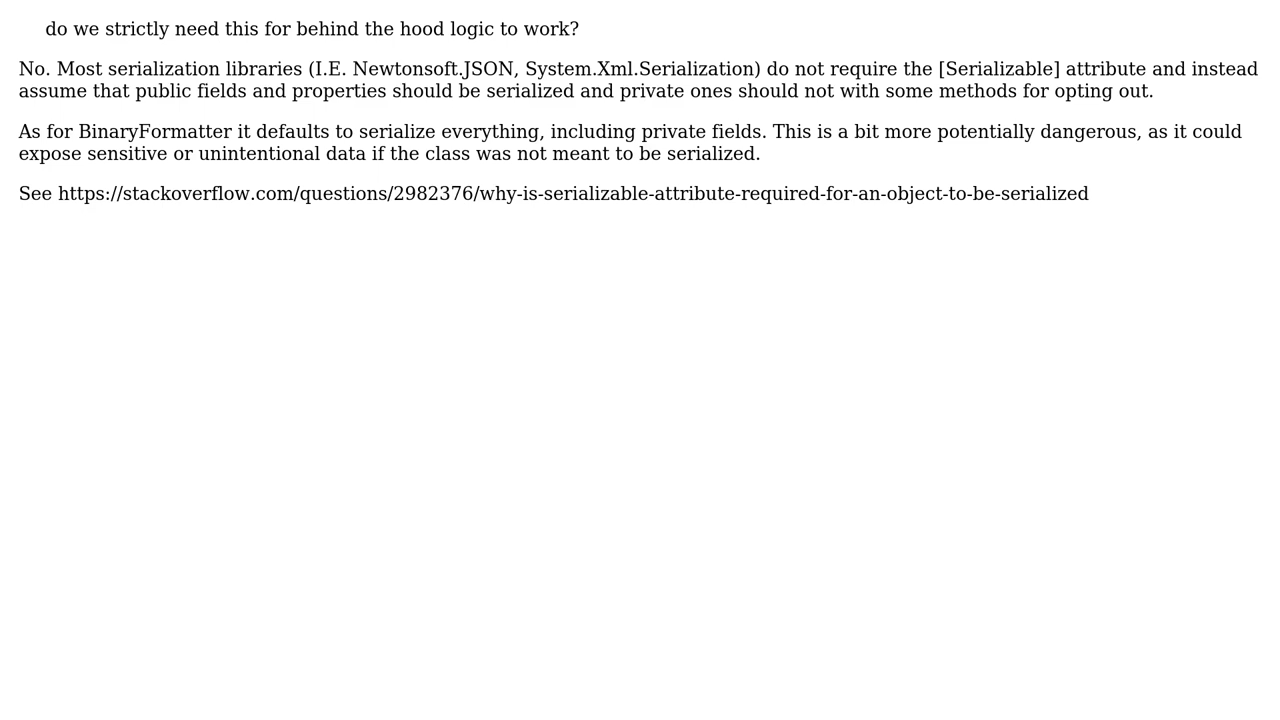 do we strictly need this for behind the hood logic to work?
No. Most serialization libraries (I.E. Newtonsoft.JSON, System.Xml.Serialization) do not require the [Serializable] attribute and instead
assume that public fields and properties should be serialized and private ones should not with some methods for opting out.
As for BinaryFormatter it defaults to serialize everything, including private fields. This is a bit more potentially dangerous, as it could
expose sensitive or unintentional data if the class was not meant to be serialized.
See https://stackoverflow.com/questions/2982376/why-is-serializable-attribute-required-for-an-object-to-be-serialized